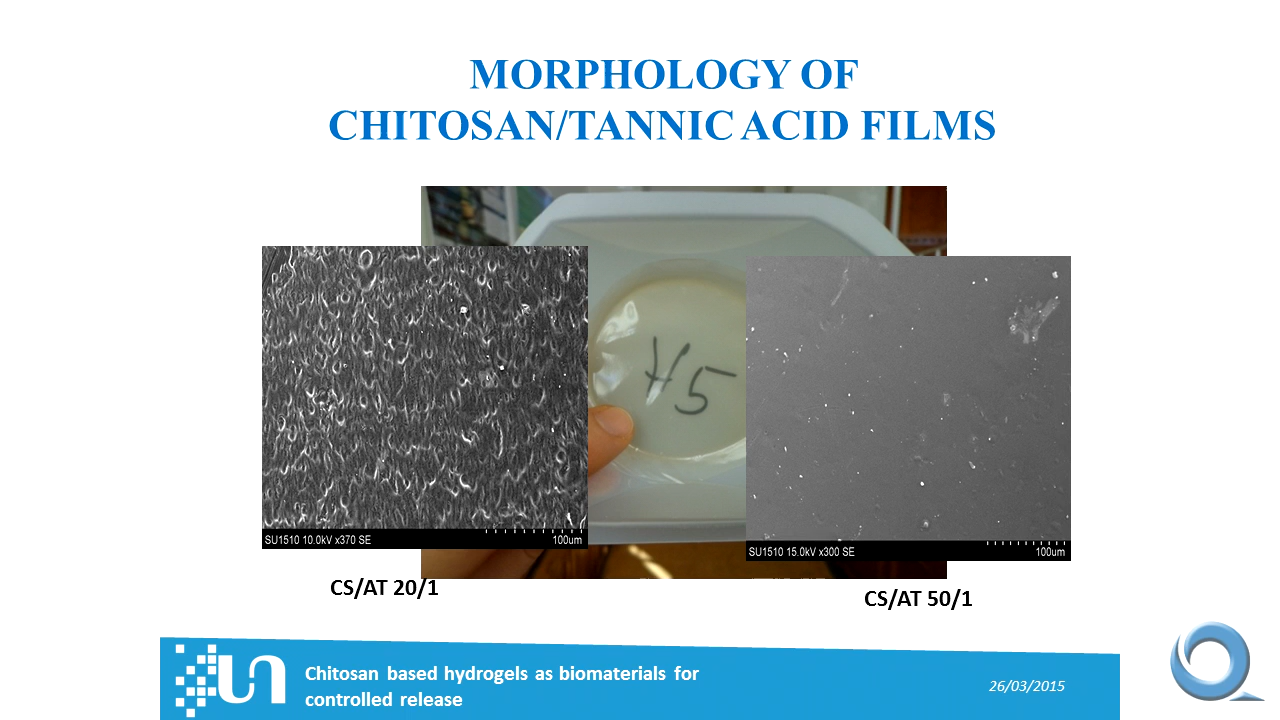 MORPHOLOGY OF
CHITOSAN/TANNIC ACID FILMS
H5
SU1510 10.0kV x370 SE 100um
SU1510 15.0kV x300 SE 100um
CS/AT 20/1
CS/AT 50/1
Chitosan based hydrogels as biomaterials for
controlled release
26/03/2015